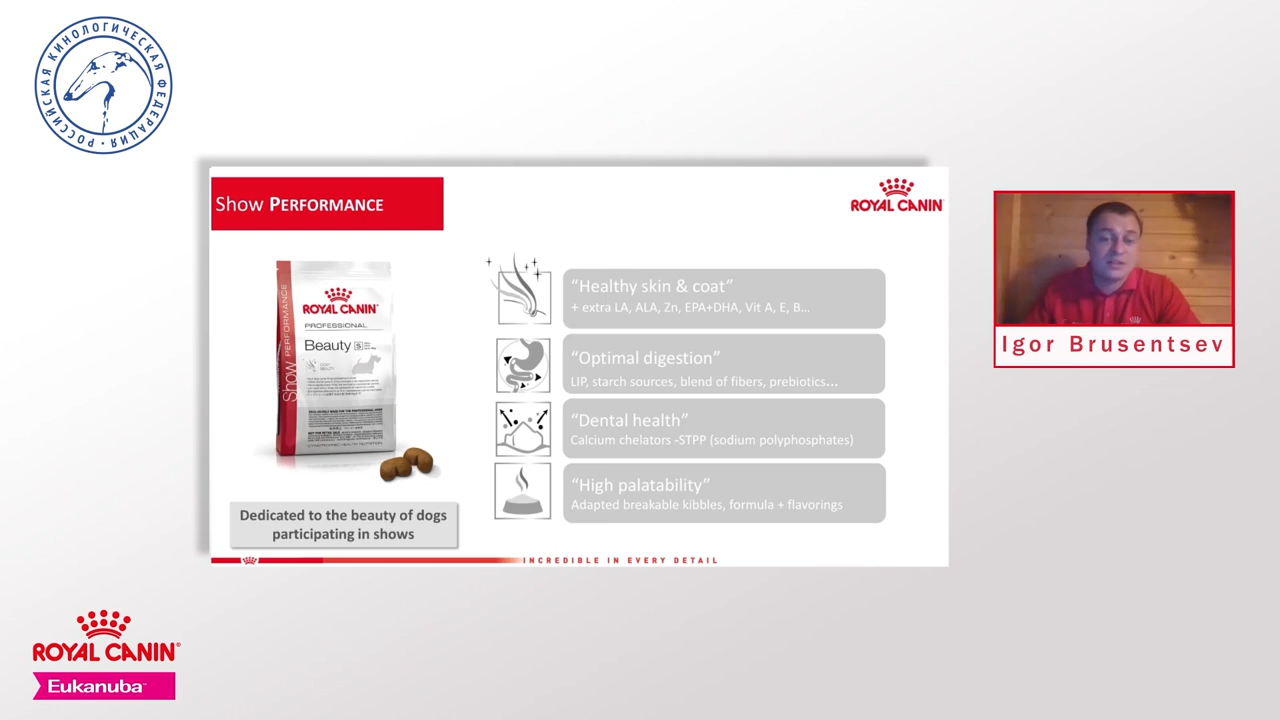 РОССИЙСКАЯ КИНОЛОГИЧЕСКАЯ ФЕДЕРАЦИЯ
Show PERFORMANCE
ROYAL CANIN
Show PERFORMANCE
ROYAL CANIN
PROFESSIONAL
Beauty S
“Healthy skin & coat”
+ extra LA, ALA, Zn, EPA+DHA, Vit A, E, B...
“Optimal digestion”
LIP, starch sources, blend of fibers, prebiotics...
“Dental health”
Calcium chelators -STPP (sodium polyphosphates)
“High palatability”
Adapted breakable kibbles, formula + flavorings
Dedicated to the beauty of dogs
participating in shows
INCREDIBLE IN EVERY DETAIL
Igor Brusentsev
ROYAL CANIN®
Eukanuba™